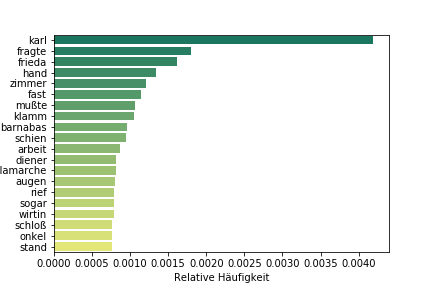 karl
fragte
frieda
hand
zimmer
fast
mußte
klamm
barnabas
schien
arbeit
diener
lamarche
augen
rief
sogar
wirtin
schloß
onkel
stand
0.0000 0.0005 0.0010 0.0015 0.0020 0.0025 0.0030 0.0035 0.0040
Relative Häufigkeit